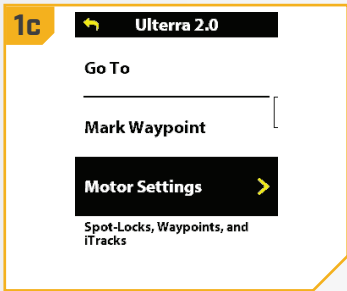 1c
Ulterra 2.0
Go To
Mark Waypoint
Motor Settings
Spot-Locks, Waypoints, and
iTracks